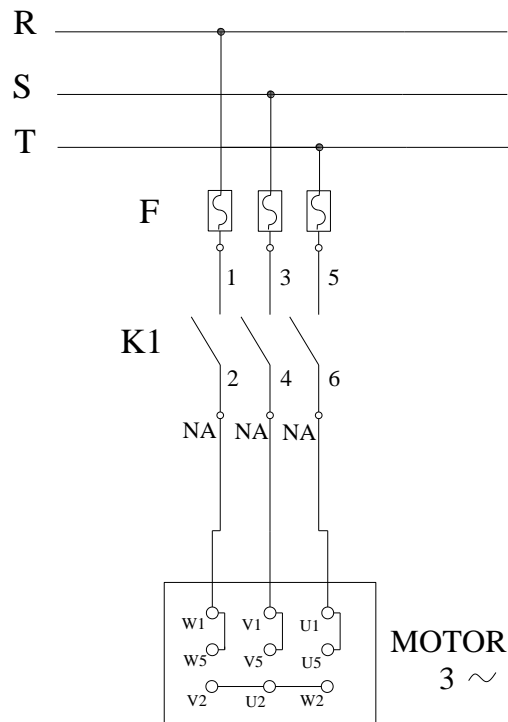 R
S
T
F
1 3 5
K1
2 4 6
NA NA NA
W1 V1 U1
W5 V5 U5
V2 U2 W2
MOTOR
3 ~